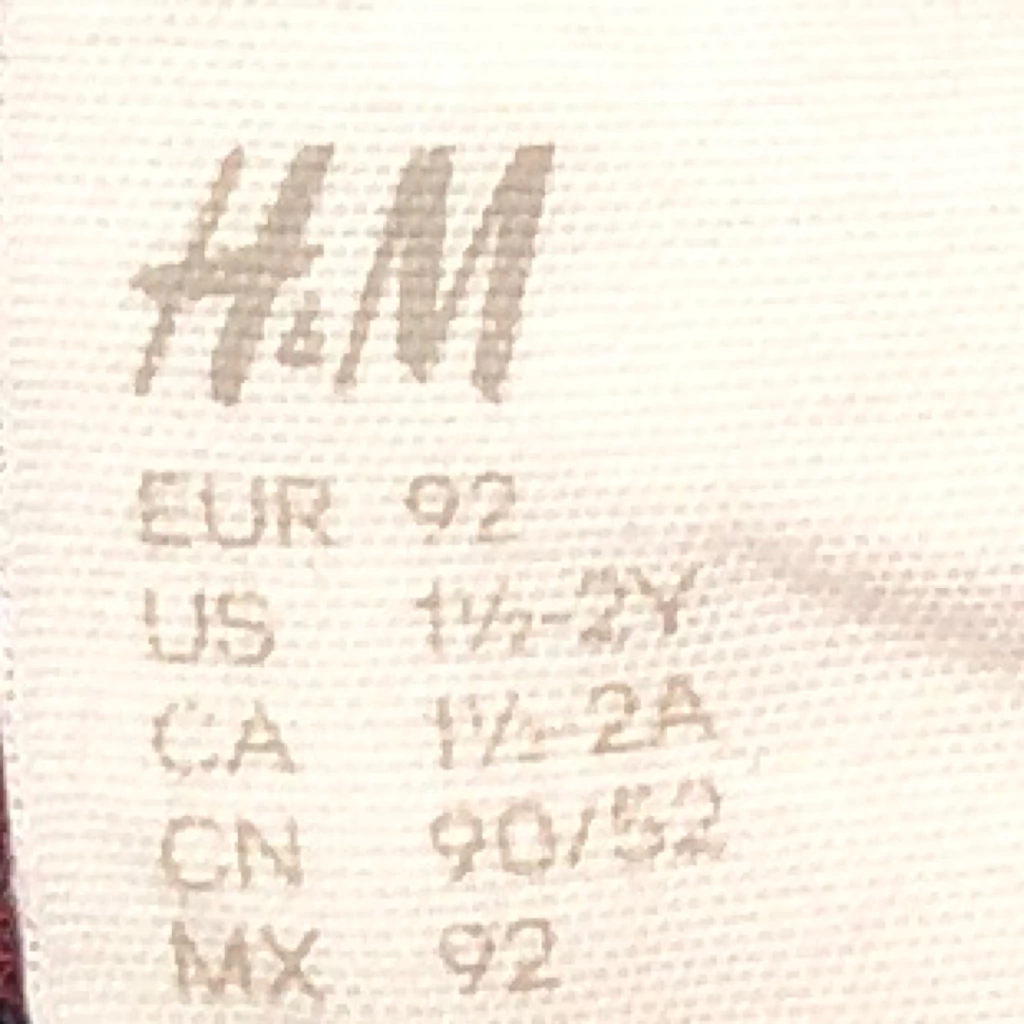 H&M
EUR 92
US 1½-2Y
CA 1½-2A
CN 90/52
MX 92